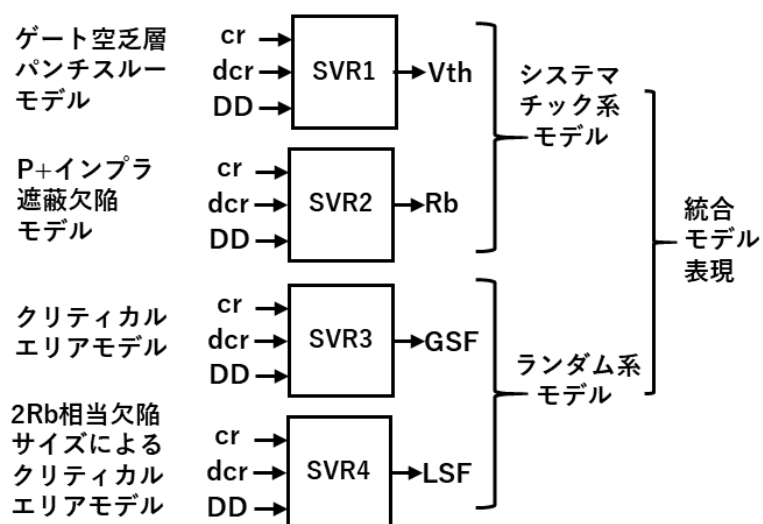 ゲート空乏層
パンチスルー
モデル
cr
dcr
DD
SVR1
Vth
P+インプラ
遮蔽欠陥
モデル
cr
dcr
DD
SVR2
Rb
システマ
チック系
モデル
クリティカル
エリアモデル
cr
dcr
DD
SVR3
GSF
2Rb相当欠陥
サイズによる
クリティカル
エリアモデル
cr
dcr
DD
SVR4
LSF
ランダム系
モデル
統合
モデル
表現